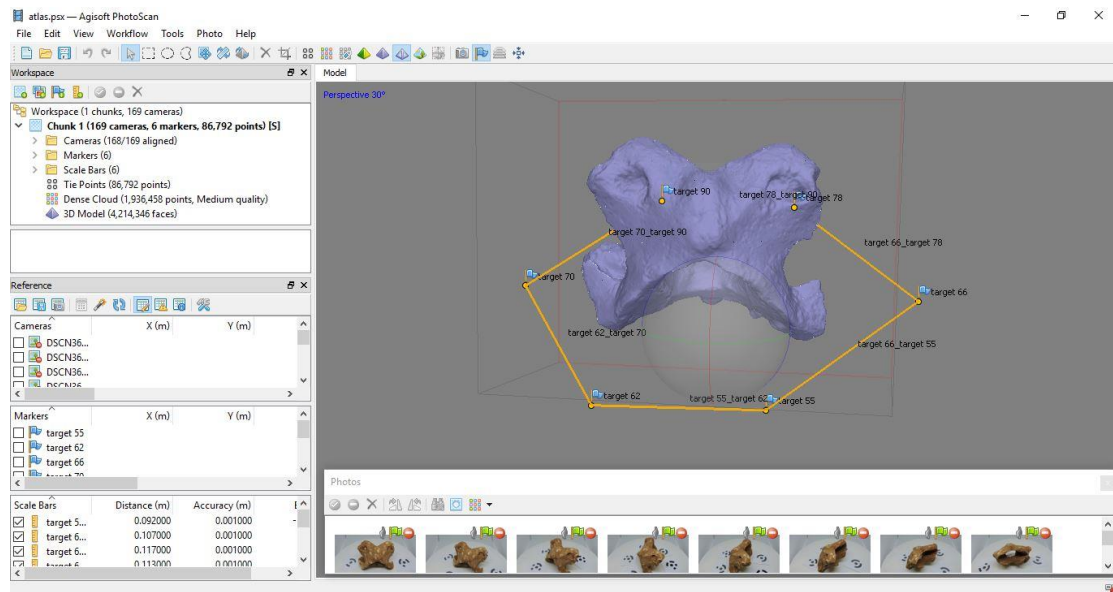 atlas.psx — Agisoft PhotoScan
File Edit View Workflow Tools Photo Help
Workspace
Model
Workspace (1 chunks, 169 cameras)
Chunk 1 (169 cameras, 6 markers, 86,792 points) [S]
Cameras (168/169 aligned)
Markers (6)
Scale Bars (6)
Tie Points (86,792 points)
Dense Cloud (1,936,458 points, Medium quality)
3D Model (4,214,346 faces)
Perspective 30°
target 90
target 78_target 90
target 78
target 70_target 90
target 66_target 78
target 70
target 66
target 62_target 70
target 66_target 55
target 62
target 55_target 62
target 55
Reference
Cameras X (m) Y (m)
DSCN36...
DSCN36...
DSCN36...
DSCN36...
Markers X (m) Y (m)
target 55
target 62
target 66
target 70
Scale Bars Distance (m) Accuracy (m)
target 5... 0.092000 0.001000
target 6... 0.107000 0.001000
target 6... 0.117000 0.001000
target 6... 0.113000 0.001000
Photos